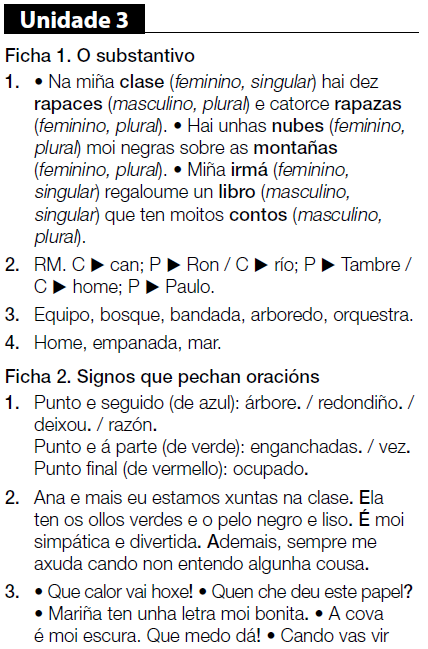 Unidade 3
Ficha 1. O substantivo
1. • Na miña clase (feminino, singular) hai dez
rapaces (masculino, plural) e catorce rapazas
(feminino, plural). • Hai unhas nubes (feminino,
plural) moi negras sobre as montañas
(feminino, plural). • Miña irmá (feminino,
singular) regaloume un libro (masculino,
singular) que ten moitos contos (masculino,
plural).
2. RM. C ▶ can; P ▶ Ron / C ▶ río; P ▶ Tambre /
C ▶ home; P ▶ Paulo.
3. Equipo, bosque, bandada, arboredo, orquestra.
4. Home, empanada, mar.
Ficha 2. Signos que pechan oracións
1. Punto e seguido (de azul): árbore. / redondiño. /
deixou. / razón.
Punto e á parte (de verde): enganchadas. / vez.
Punto final (de vermello): ocupado.
2. Ana e mais eu estamos xuntas na clase. Ela
ten os ollos verdes e o pelo negro e liso. É moi
simpática e divertida. Ademais, sempre me
axuda cando non entendo algunha cousa.
3. • Que calor vai hoxe! • Quen che deu este papel?
• Mariña ten unha letra moi bonita. • A cova
é moi escura. Que medo dá! • Cando vas vir